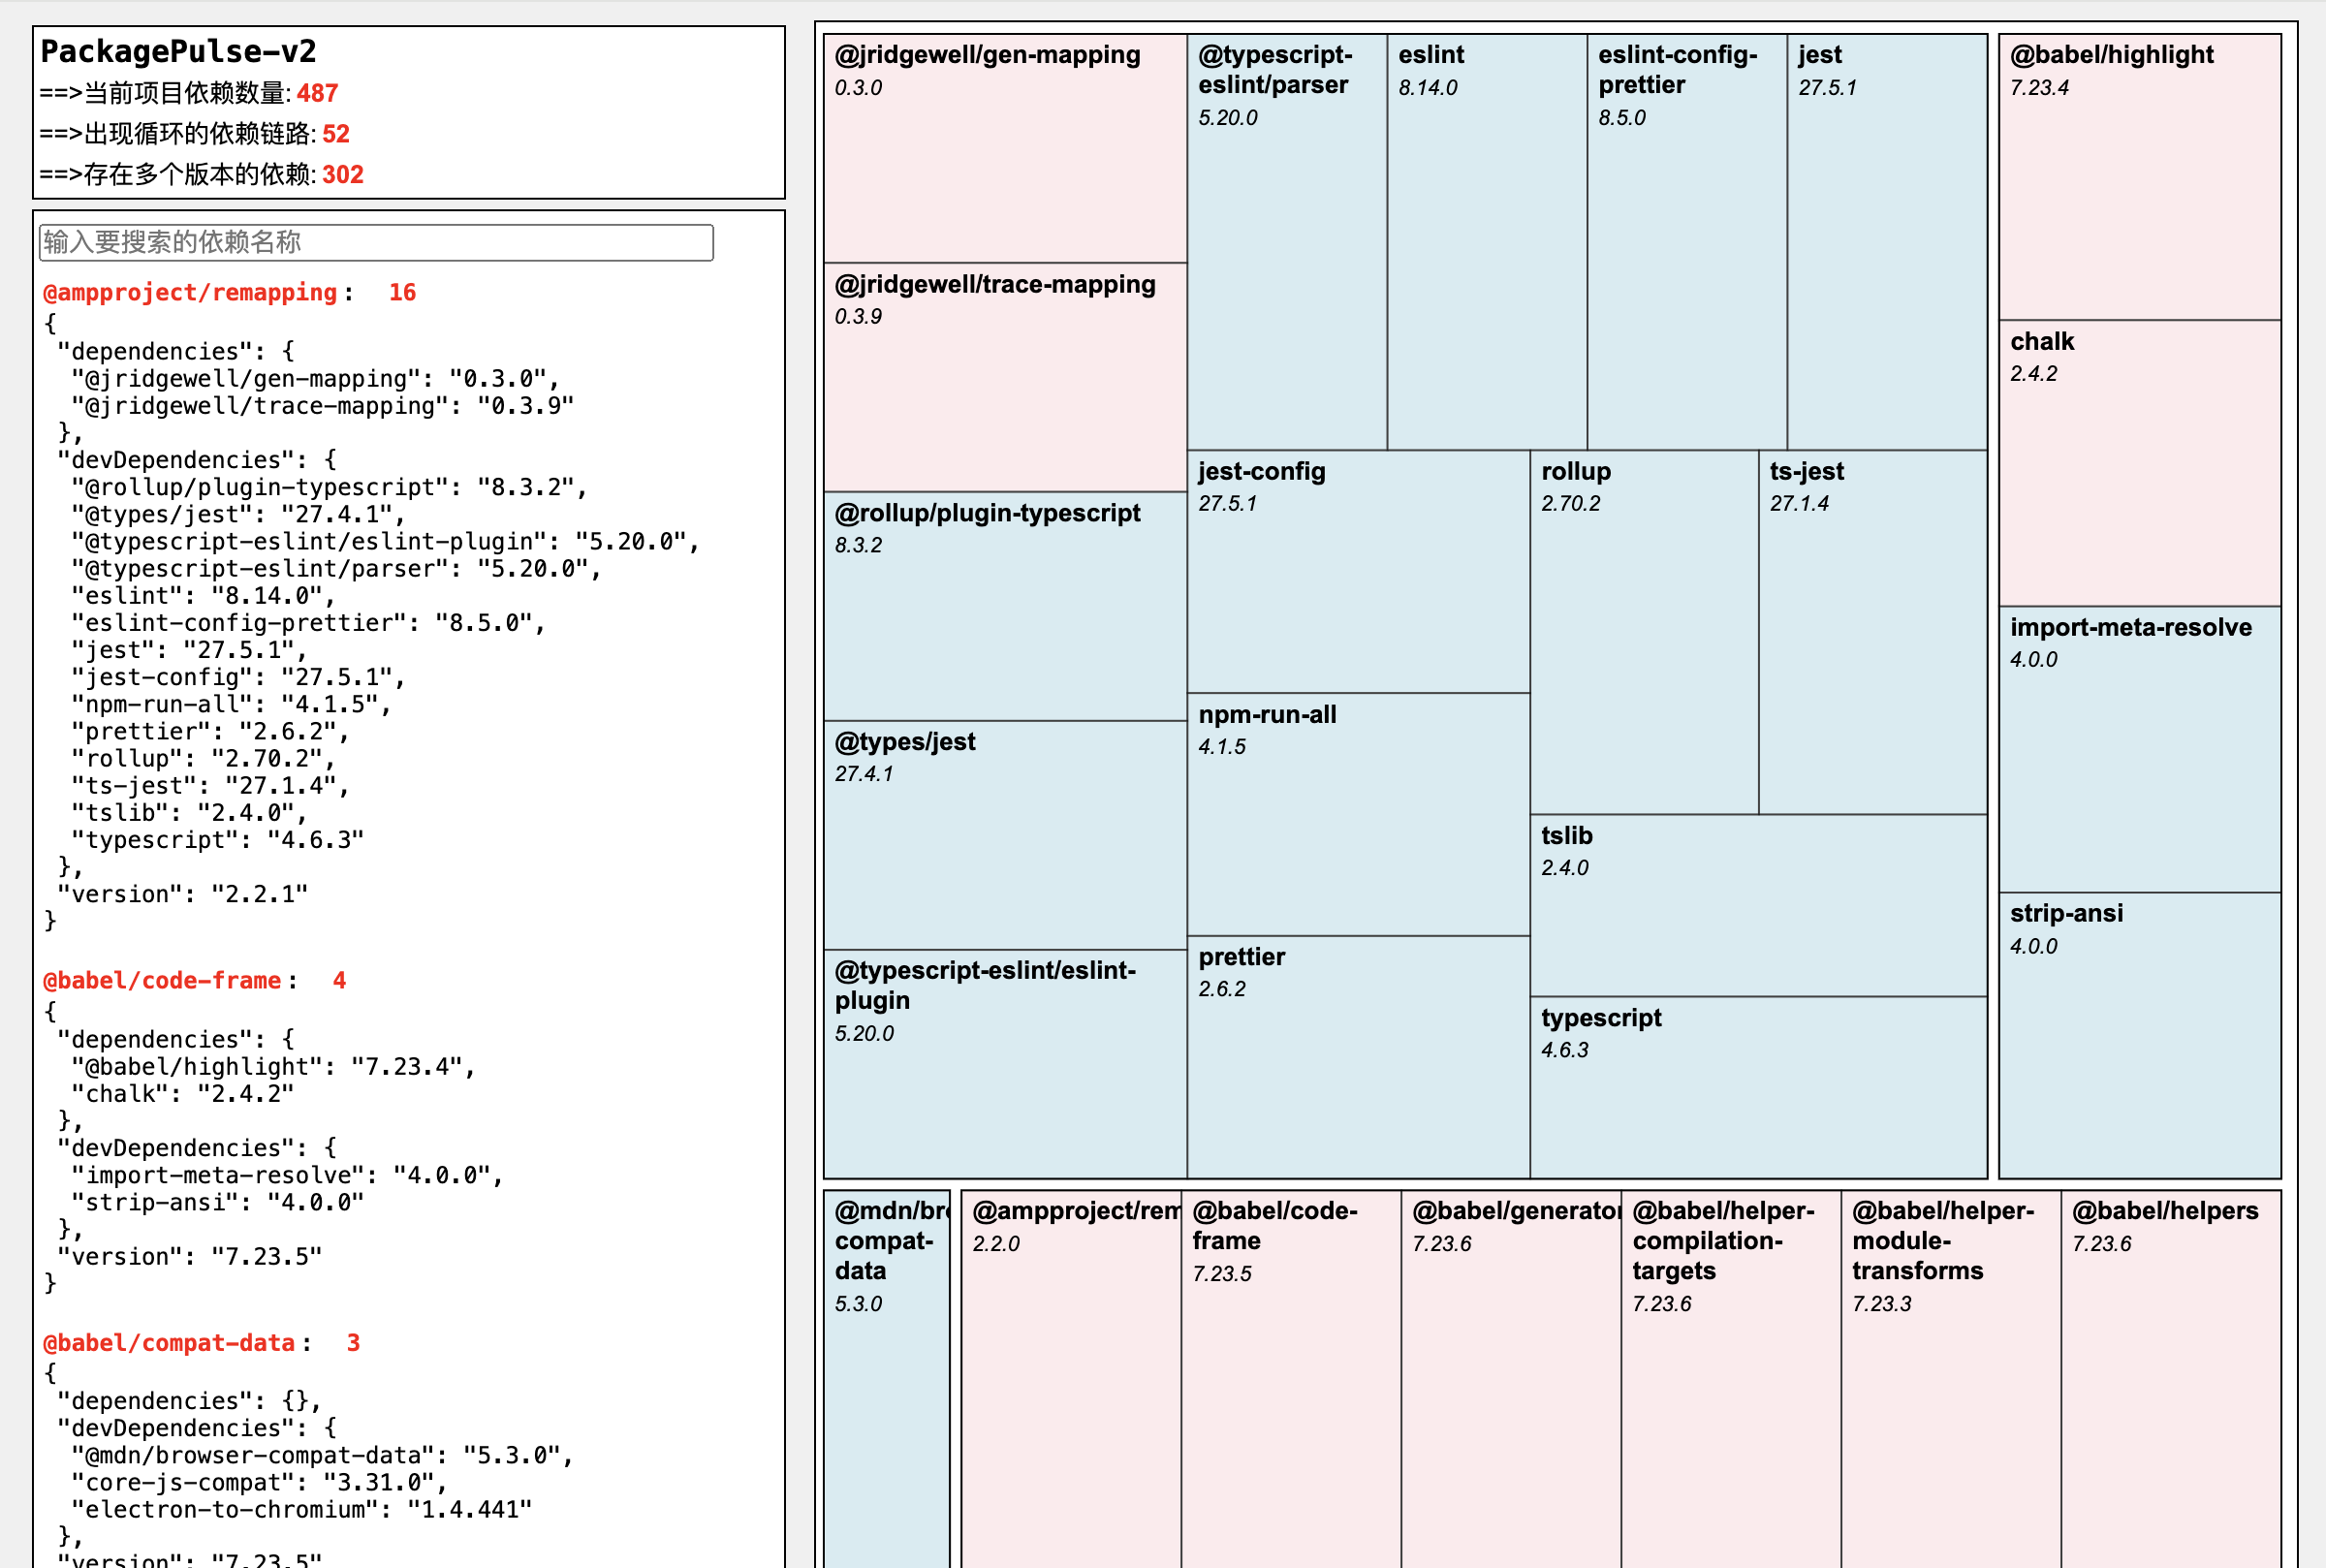 PackagePulse-v2
==>当前项目依赖数量: 487
==>出现循环的依赖链路: 52
==>存在多个版本的依赖: 302
输入要搜索的依赖名称
@ampproject/remapping: 16
{
"dependencies": {
"@jridgewell/gen-mapping": "0.3.0",
"@jridgewell/trace-mapping": "0.3.9"
},
"devDependencies": {
"@rollup/plugin-typescript": "8.3.2",
"@types/jest": "27.4.1",
"@typescript-eslint/eslint-plugin": "5.20.0",
"@typescript-eslint/parser": "5.20.0",
"eslint": "8.14.0",
"eslint-config-prettier": "8.5.0",
"jest": "27.5.1",
"jest-config": "27.5.1",
"npm-run-all": "4.1.5",
"prettier": "2.6.2",
"rollup": "2.70.2",
"ts-jest": "27.1.4",
"tslib": "2.4.0",
"typescript": "4.6.3"
},
"version": "2.2.1"
}
@babel/code-frame: 4
{
"dependencies": {
"@babel/highlight": "7.23.4",
"chalk": "2.4.2"
},
"devDependencies": {
"import-meta-resolve": "4.0.0",
"strip-ansi": "4.0.0"
},
"version": "7.23.5"
}
@babel/compat-data: 3
{
"dependencies": {},
"devDependencies": {
"@mdn/browser-compat-data": "5.3.0",
"core-js-compat": "3.31.0",
"electron-to-chromium": "1.4.441"
},
"version": "7.23.5"
@jridgewell/gen-mapping
0.3.0
@jridgewell/trace-mapping
0.3.9
@rollup/plugin-typescript
8.3.2
@types/jest
27.4.1
@typescript-eslint/eslint-
plugin
5.20.0
@typescript-
eslint/parser
5.20.0
eslint
8.14.0
eslint-config-
prettier
8.5.0
jest
27.5.1
jest-config
27.5.1
npm-run-all
4.1.5
prettier
2.6.2
rollup
2.70.2
ts-jest
27.1.4
tslib
2.4.0
typescript
4.6.3
@babel/highlight
7.23.4
chalk
2.4.2
import-meta-resolve
4.0.0
strip-ansi
4.0.0
@mdn/bro
compat-
data
5.3.0
@ampproject/rem
2.2.0
@babel/code-
frame
7.23.5
@babel/generator
7.23.6
@babel/helper-
compilation-
targets
7.23.6
@babel/helper-
module-
transforms
7.23.3
@babel/helpers
7.23.6